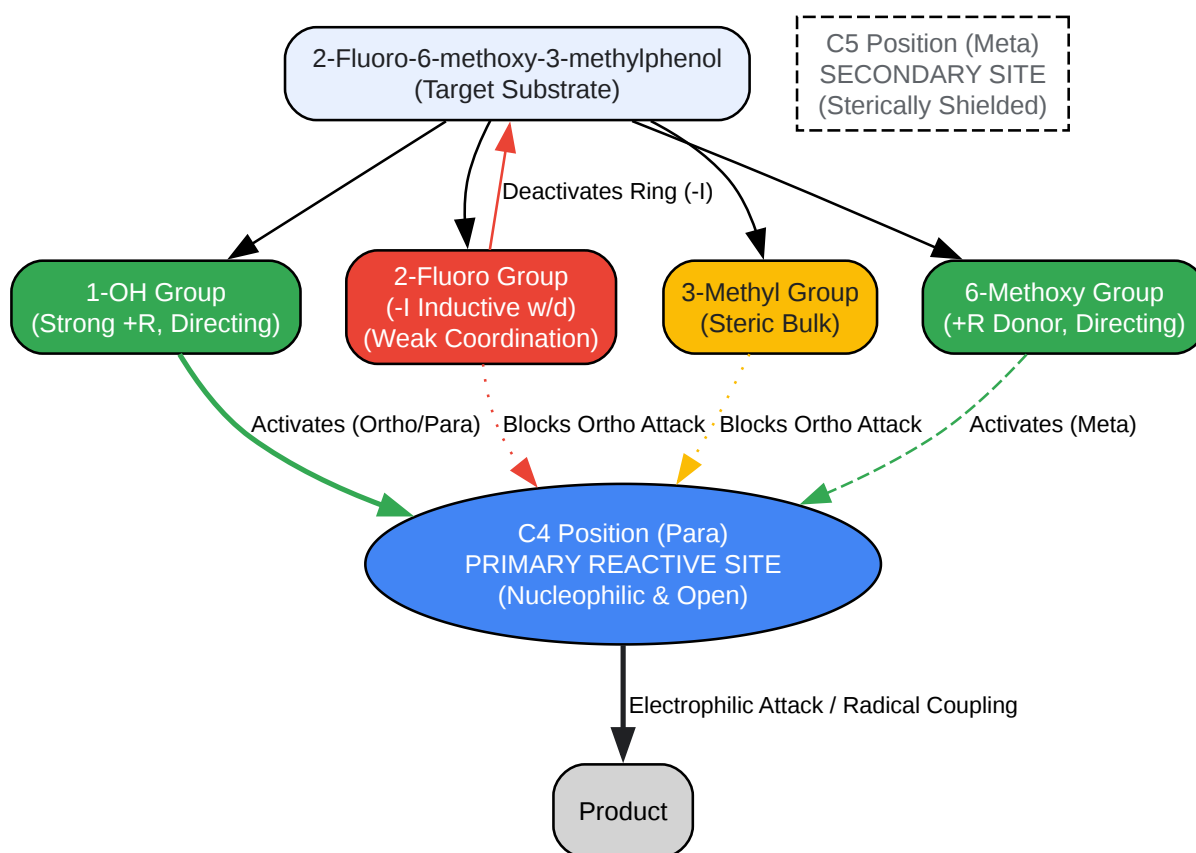 2-Fluoro-6-methoxy-3-methylphenol
(Target Substrate)
C5 Position (Meta)
SECONDARY SITE
(Sterically Shielded)
Deactivates Ring (-I)
1-OH Group
(Strong +R, Directing)
2-Fluoro Group
(-I Inductive w/d)
(Weak Coordination)
3-Methyl Group
(Steric Bulk)
6-Methoxy Group
(+R Donor, Directing)
Activates (Ortho/Para)
Blocks Ortho Attack
Blocks Ortho Attack
Activates (Meta)
C4 Position (Para)
PRIMARY REACTIVE SITE
(Nucleophilic & Open)
Electrophilic Attack / Radical Coupling
Product